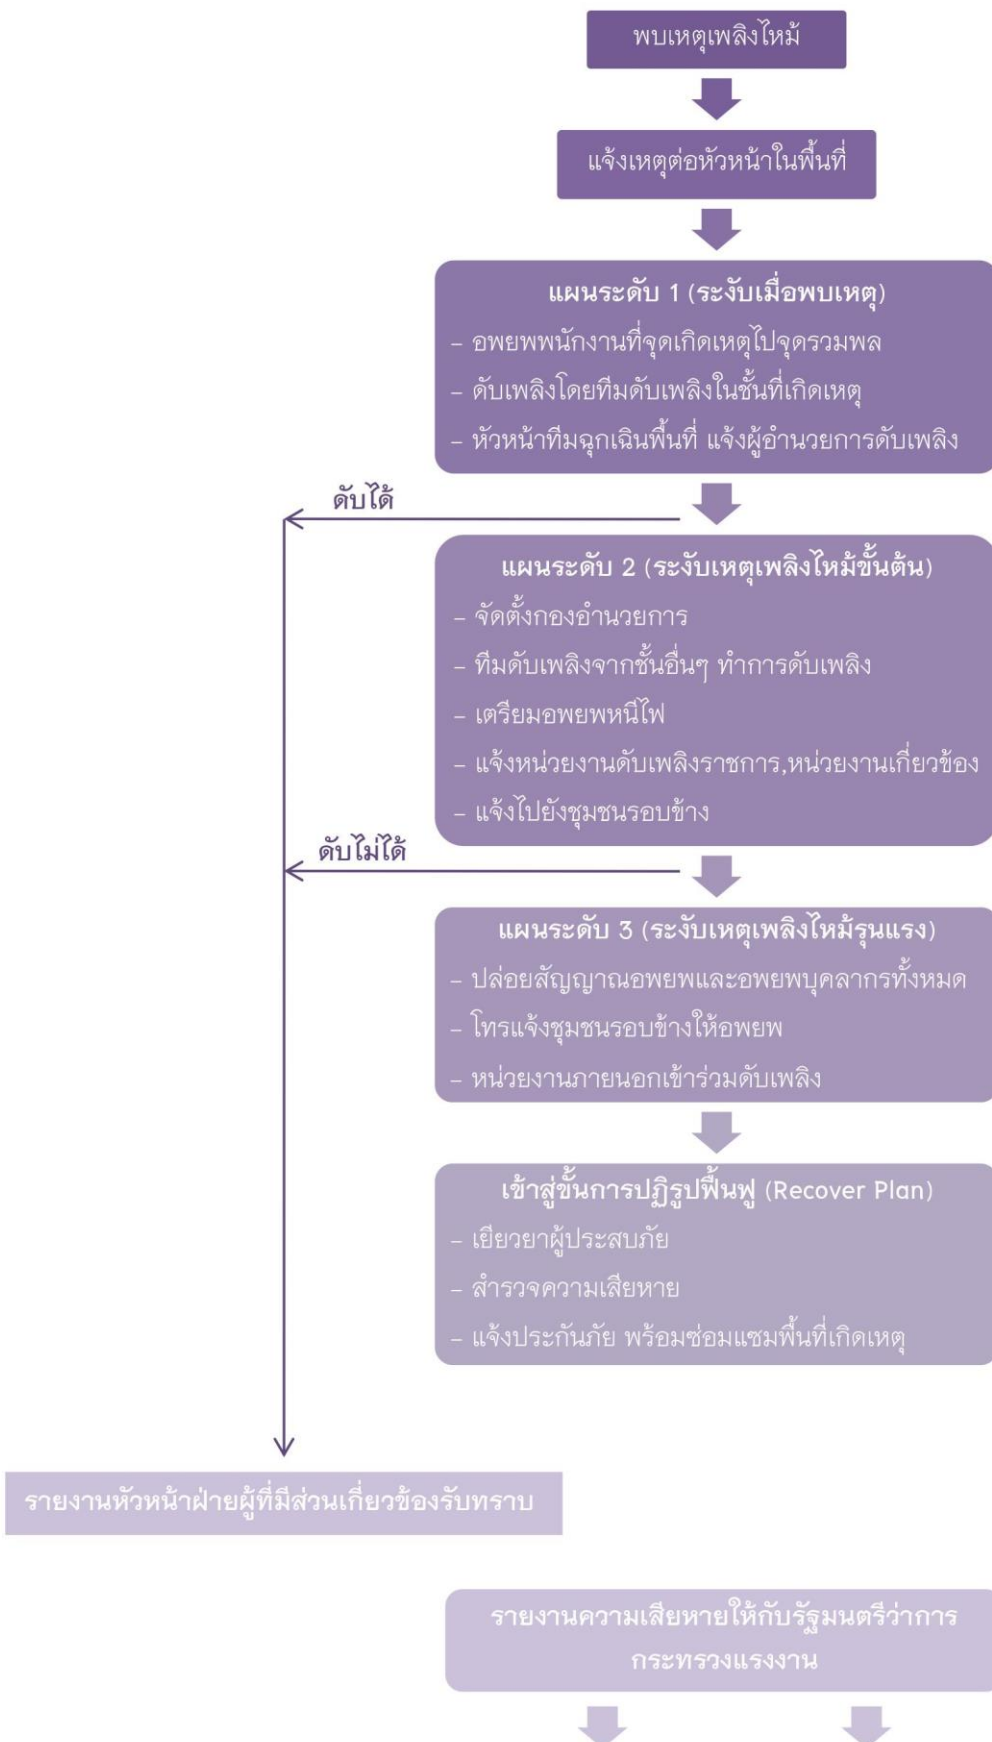 พบเหตุเพลิงไหม้
แจ้งเหตุต่อหัวหน้าในพื้นที่
แผนระดับ 1 (ระงับเมื่อพบเหตุ)
– อพยพพนักงานที่จุดเกิดเหตุไปจุดรวมพล
– ดับเพลิงโดยทีมดับเพลิงในชั้นที่เกิดเหตุ
– หัวหน้าทีมฉุกเฉินพื้นที่ แจ้งผู้อำนวยการดับเพลิง
ดับได้
แผนระดับ 2 (ระงับเหตุเพลิงไหม้ขั้นต้น)
– จัดตั้งกองอำนวยการ
– ทีมดับเพลิงจากชั้นอื่นๆ ทำการดับเพลิง
– เตรียมอพยพหนีไฟ
– แจ้งหน่วยงานดับเพลิงราชการ,หน่วยงานเกี่ยวข้อง
– แจ้งไปยังชุมชนรอบข้าง
ดับไม่ได้
แผนระดับ 3 (ระงับเหตุเพลิงไหม้รุนแรง)
– ปล่อยสัญญาณอพยพและอพยพบุคลากรทั้งหมด
– โทรแจ้งชุมชนรอบข้างให้อพยพ
– หน่วยงานภายนอกเข้าร่วมดับเพลิง
เข้าสู่ขั้นการปฏิรูปฟื้นฟู (Recover Plan)
– เยียวยาผู้ประสบภัย
– สำรวจความเสียหาย
– แจ้งประกันภัย พร้อมซ่อมแซมพื้นที่เกิดเหตุ
รายงานหัวหน้าฝ่ายผู้ที่มีส่วนเกี่ยวข้องรับทราบ
รายงานความเสียหายให้กับรัฐมนตรีว่าการ
กระทรวงแรงงาน